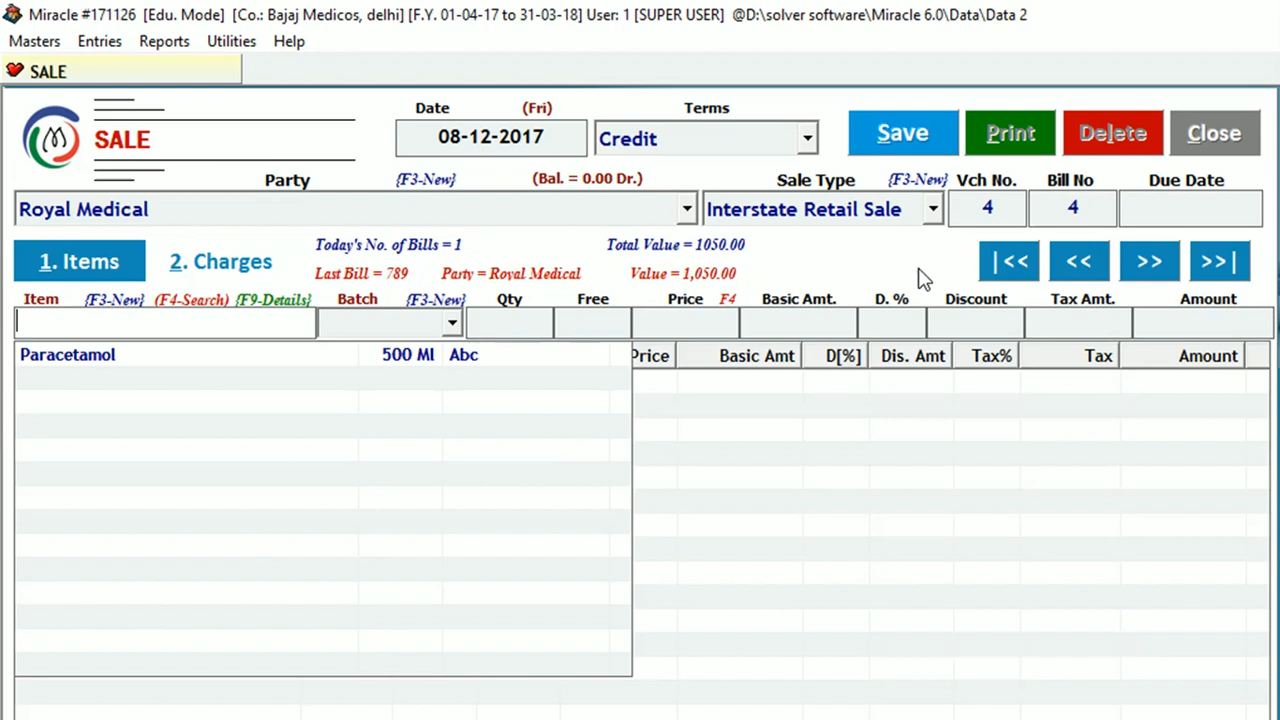 Miracle #171126 [Edu. Mode] [Co.: Bajaj Medicos, delhi] [F.Y. 01-04-17 to 31-03-18] User: 1 [SUPER USER] @D:\solver software\Miracle 6.0\Data\Data 2
Masters Entries Reports Utilities Help
SALE
Date (Fri) Terms
SALE 08-12-2017 Credit Save Print Delete Close
Party {F3-New} (Bal. = 0.00 Dr.) Sale Type {F3-New} Vch No. Bill No Due Date
Royal Medical Interstate Retail Sale 4 4
Today's No. of Bills = 1 Total Value = 1050.00
1. Items 2. Charges |<< << >> >>|
Last Bill = 789 Party = Royal Medical Value = 1,050.00
Item {F3-New} (F4-Search) {F9-Details} Batch {F3-New} Qty Free Price F4 Basic Amt. D. % Discount Tax Amt. Amount
Paracetamol 500 Ml Abc Price Basic Amt D[%] Dis. Amt Tax% Tax Amount